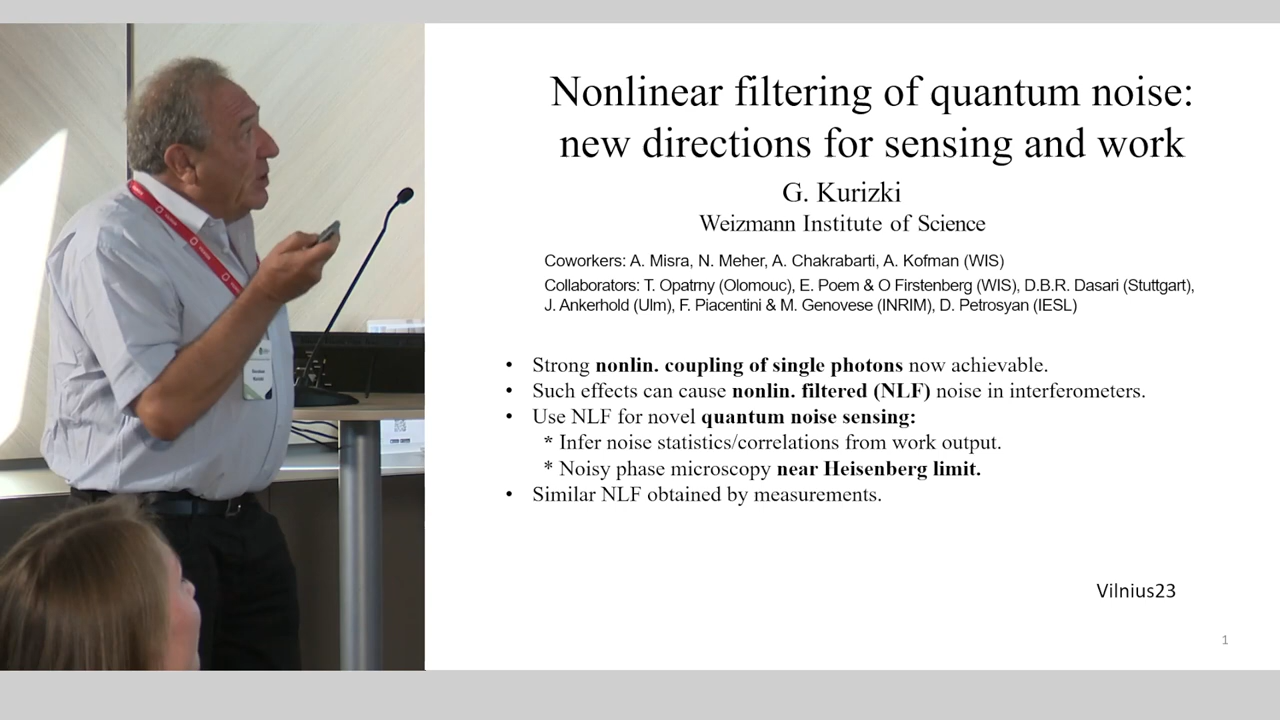 Nonlinear filtering of quantum noise:
new directions for sensing and work
G. Kurizki
Weizmann Institute of Science
Coworkers: A. Misra, N. Meher, A. Chakrabarti, A. Kofman (WIS)
Collaborators: T. Opatrny (Olomouc), E. Poem & O Firstenberg (WIS), D.B.R. Dasari (Stuttgart),
J. Ankerhold (Ulm), F. Piacentini & M. Genovese (INRIM), D. Petrosyan (IESL)
• Strong nonlin. coupling of single photons now achievable.
• Such effects can cause nonlin. filtered (NLF) noise in interferometers.
• Use NLF for novel quantum noise sensing:
* Infer noise statistics/correlations from work output.
* Noisy phase microscopy near Heisenberg limit.
• Similar NLF obtained by measurements.
Vilnius23
1